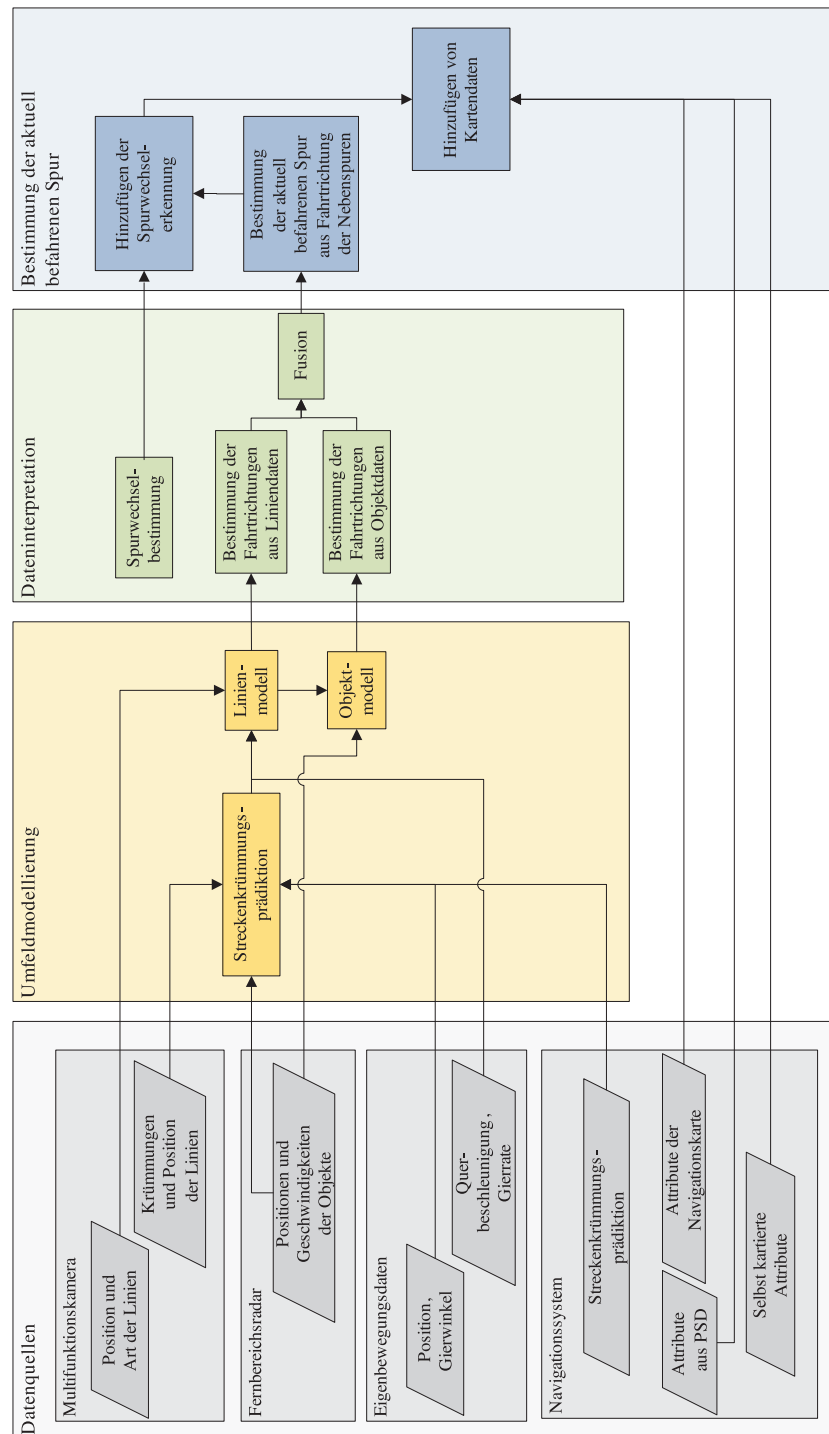 Datenquellen
Multifunktionskamera
Position und
Art der Linien
Krümmungen
und Position
der Linien
Fernbereichsradar
Positionen und
Geschwindigkeiten
der Objekte
Eigenbewegungsdaten
Position ,
Gierwinkel
Quer-
beschleunigung ,
Gierrate
Navigationssystem
Streckenkrümmungs-
prädiktion
Attribute
aus PSD
Attribute der
Navigationskarte
Selbst kartierte
Attribute
Umfeldmodellierung
Streckenkrümmungs-
prädiktion
Linien-
modell
Objekt-
modell
Dateninterpretation
Spurwechsel-
bestimmung
Bestimmung der
Fahrtrichtungen
aus Liniendaten
Bestimmung der
Fahrtrichtungen
aus Objektdaten
Fusion
Bestimmung der aktuell
befahrenen Spur
Hinzufügen der
Spurwechsel-
erkennung
Bestimmung
der aktuell
befahrenen Spur
aus Fahrtrichtung
der Nebenspuren
Hinzufügen von
Kartendaten